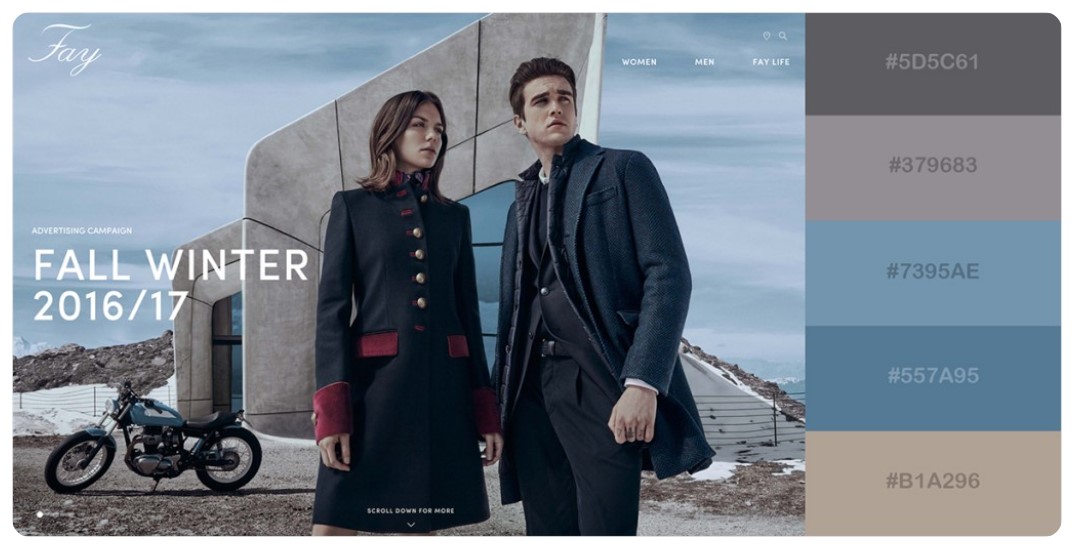 Fay
WOMEN MEN FAY LIFE
ADVERTISING CAMPAIGN
FALL WINTER
2016/17
SCROLL DOWN FOR MORE
#5D5C61
#379683
#7395AE
#557A95
#B1A296